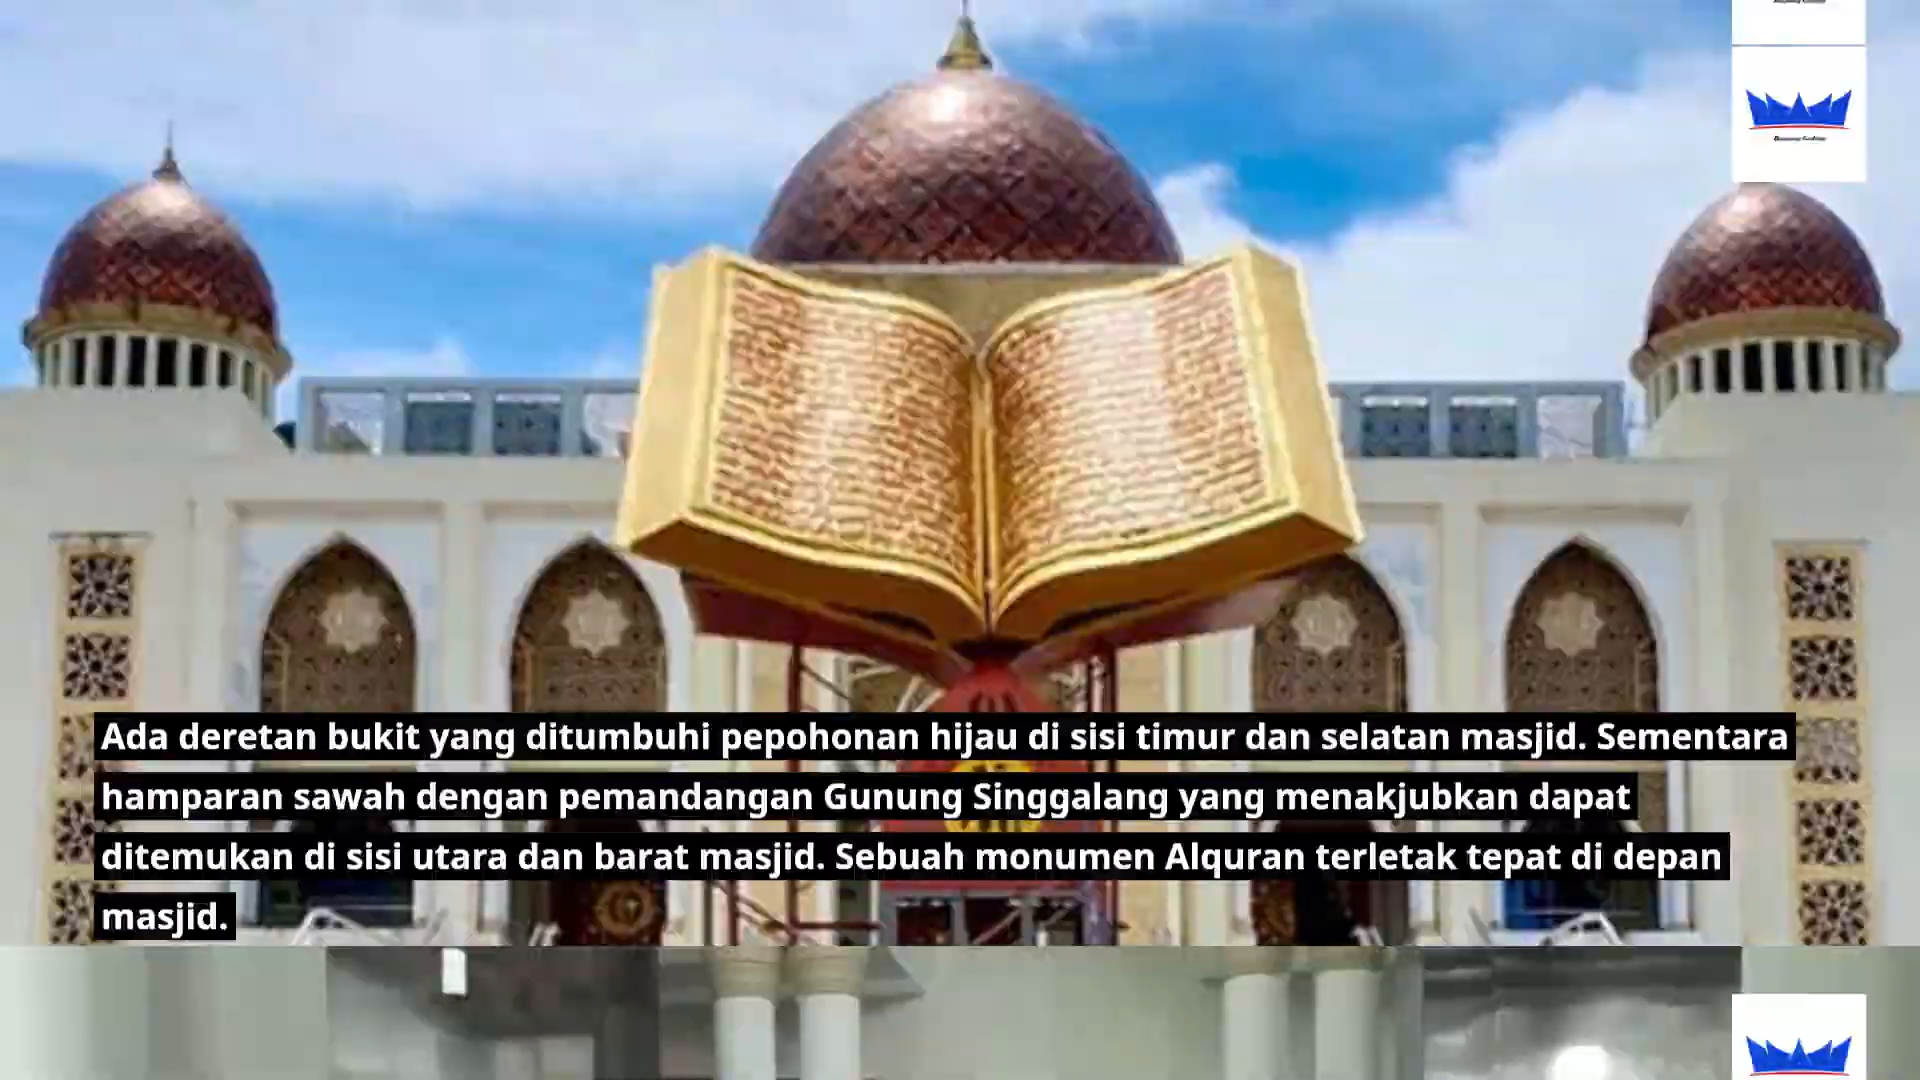 Ada deretan bukit yang ditumbuhi pepohonan hijau di sisi timur dan selatan masjid. Sementara
hamparan sawah dengan pemandangan Gunung Singgalang yang menakjubkan dapat
ditemukan di sisi utara dan barat masjid. Sebuah monumen Alquran terletak tepat di depan
masjid.